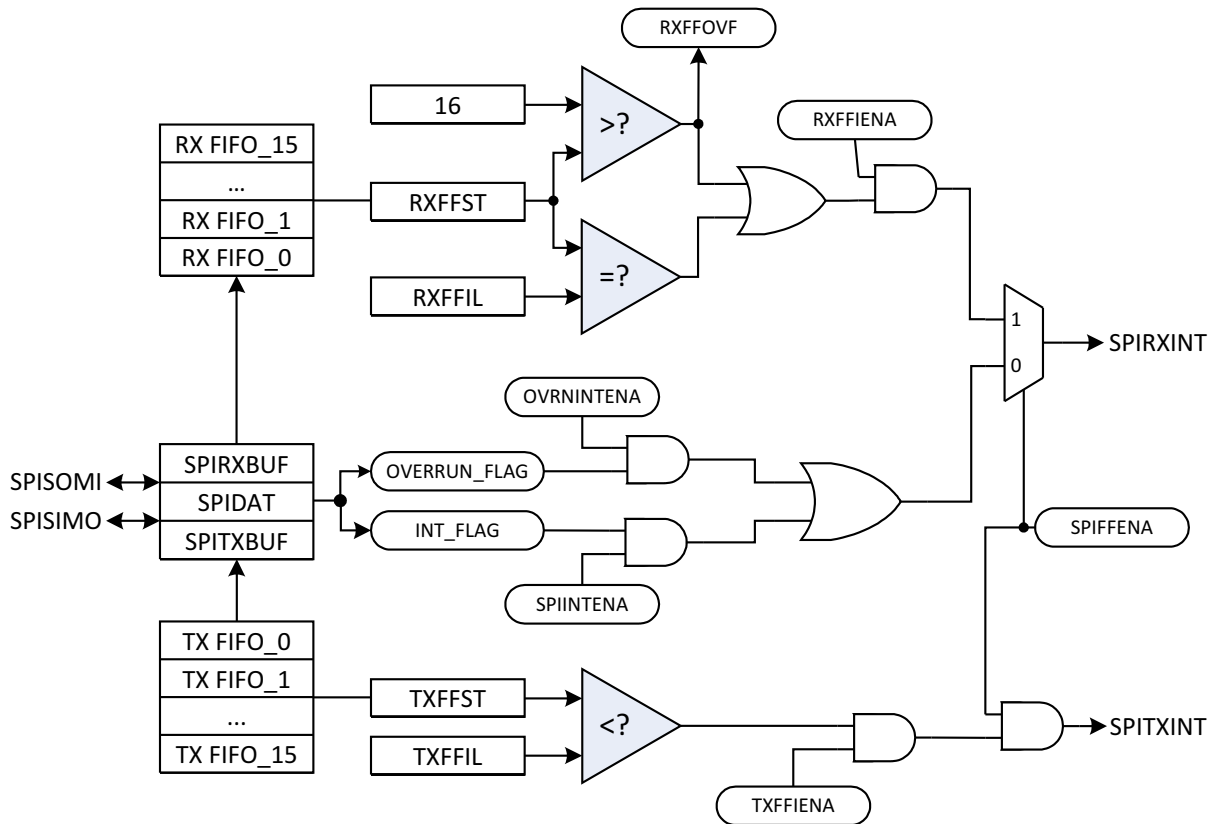 RXFFOVF
16
>?
RXFFIENA
RX FIFO_15
...
RX FIFO_1
RX FIFO_0
RXFFST
=?
RXFFIL
1
0
SPIRXINT
OVRNINTENA
SPISOMI
SPISIMO
SPIRXBUF
SPIDAT
SPITXBUF
OVERRUN_FLAG
INT_FLAG
SPIFFENA
SPIINTENA
TX FIFO_0
TX FIFO_1
...
TX FIFO_15
TXFFST
<?
TXFFIL
SPITXINT
TXFFIENA